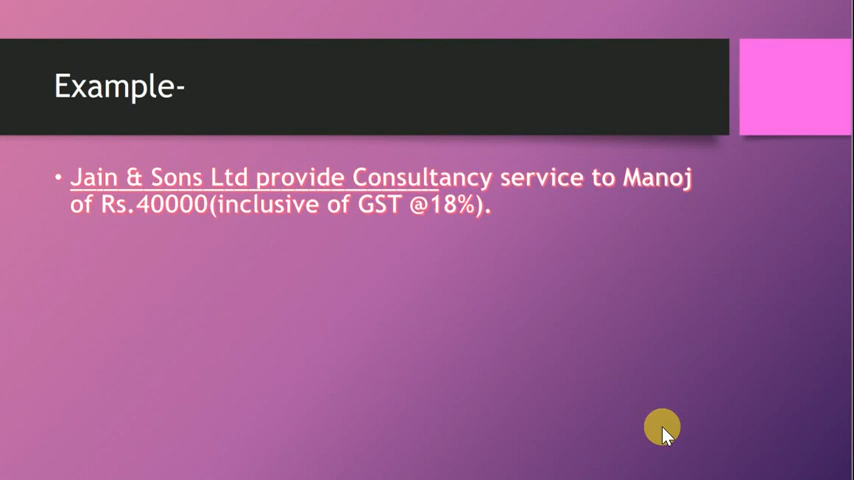 Example-
• Jain & Sons Ltd provide Consultancy service to Manoj
of Rs.40000(inclusive of GST @18%).